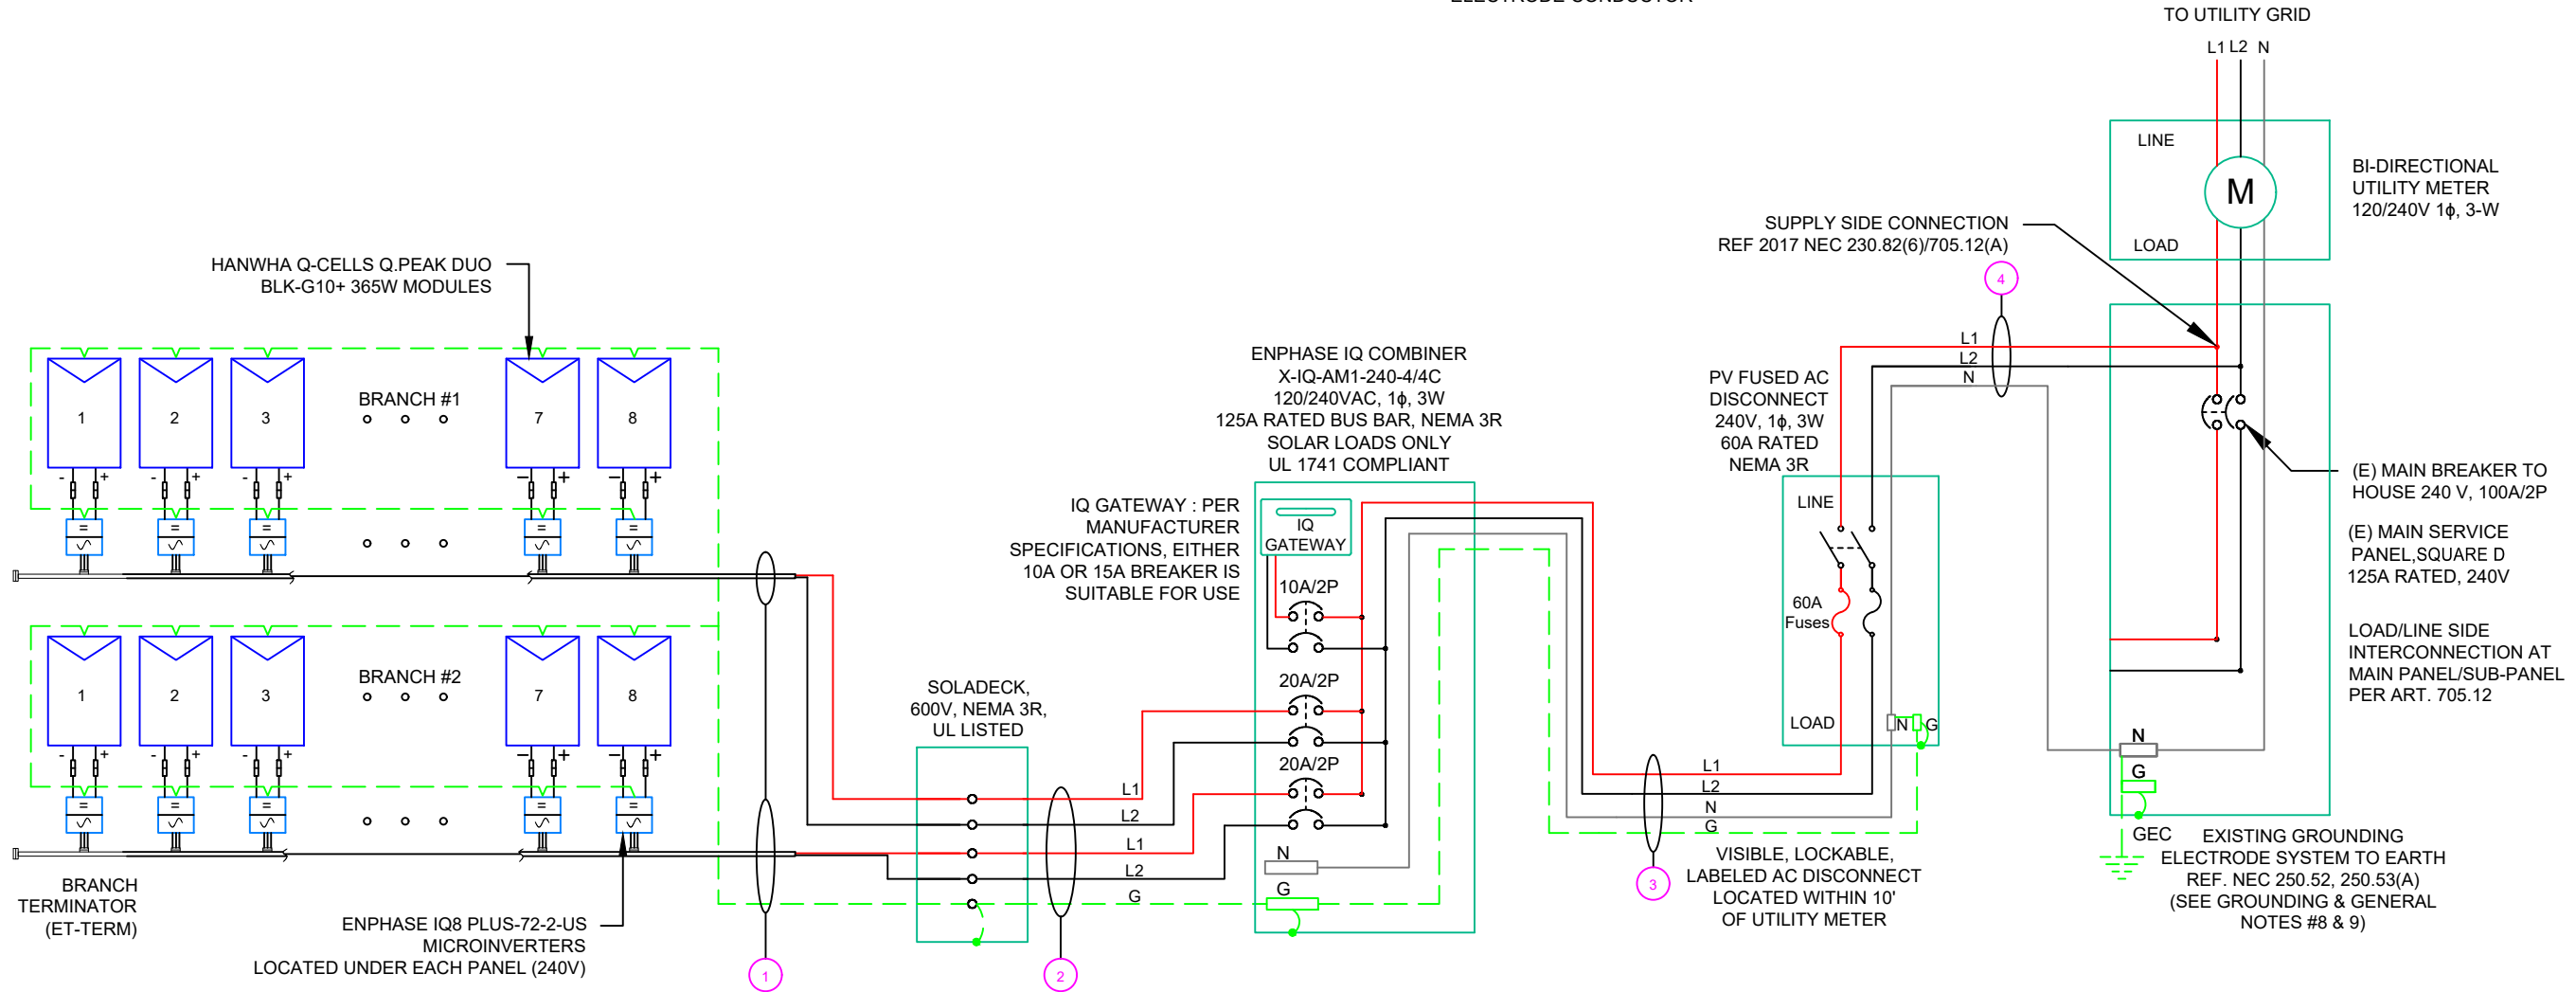 TO UTILITY GRID
L1 L2 N
LINE
M
LOAD
BI-DIRECTIONAL
UTILITY METER
120/240V 1ϕ, 3-W
SUPPLY SIDE CONNECTION
REF 2017 NEC 230.82(6)/705.12(A)
4
L1
L2
N
HANWHA Q-CELLS Q.PEAK DUO
BLK-G10+ 365W MODULES
1
2
3
BRANCH #1
7
8
- +
- +
- +
- +
- +
=
=
=
=
=
1
2
3
BRANCH #2
7
8
- +
- +
- +
- +
- +
=
=
=
=
=
BRANCH
TERMINATOR
(ET-TERM)
ENPHASE IQ8 PLUS-72-2-US
MICROINVERTERS
LOCATED UNDER EACH PANEL (240V)
1
SOLADECK,
600V, NEMA 3R,
UL LISTED
L1
L2
L1
L2
G
2
ENPHASE IQ COMBINER
X-IQ-AM1-240-4/4C
120/240VAC, 1ϕ, 3W
125A RATED BUS BAR, NEMA 3R
SOLAR LOADS ONLY
UL 1741 COMPLIANT
IQ GATEWAY : PER
MANUFACTURER
SPECIFICATIONS, EITHER
10A OR 15A BREAKER IS
SUITABLE FOR USE
IQ
GATEWAY
10A/2P
20A/2P
20A/2P
N
G
PV FUSED AC
DISCONNECT
240V, 1ϕ, 3W
60A RATED
NEMA 3R
LINE
60A
Fuses
LOAD
N G
L1
L2
N
G
3
VISIBLE, LOCKABLE,
LABELED AC DISCONNECT
LOCATED WITHIN 10'
OF UTILITY METER
(E) MAIN BREAKER TO
HOUSE 240 V, 100A/2P
(E) MAIN SERVICE
PANEL,SQUARE D
125A RATED, 240V
LOAD/LINE SIDE
INTERCONNECTION AT
MAIN PANEL/SUB-PANEL
PER ART. 705.12
N
G
GEC
EXISTING GROUNDING
ELECTRODE SYSTEM TO EARTH
REF. NEC 250.52, 250.53(A)
(SEE GROUNDING & GENERAL
NOTES #8 & 9)